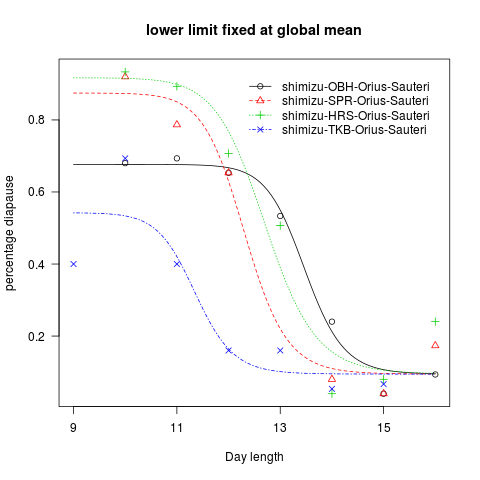 lower limit fixed at global mean
shimizu-OBH-Orius-Sauteri
shimizu-SPR-Orius-Sauteri
shimizu-HRS-Orius-Sauteri
shimizu-TKB-Orius-Sauteri
percentage diapause
0.8
0.6
0.4
0.2
9 11 13 15
Day length